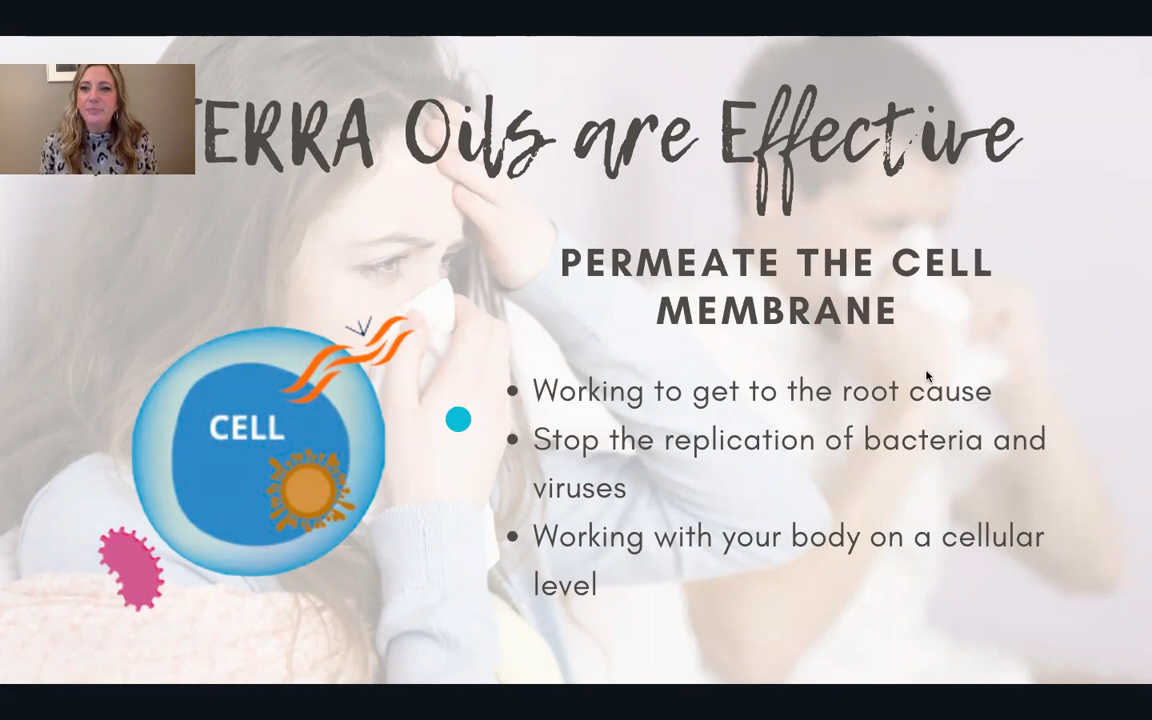 TERRA Oils are Effective
PERMEATE THE CELL
MEMBRANE
• Working to get to the root cause
• Stop the replication of bacteria and
viruses
• Working with your body on a cellular
level
CELL